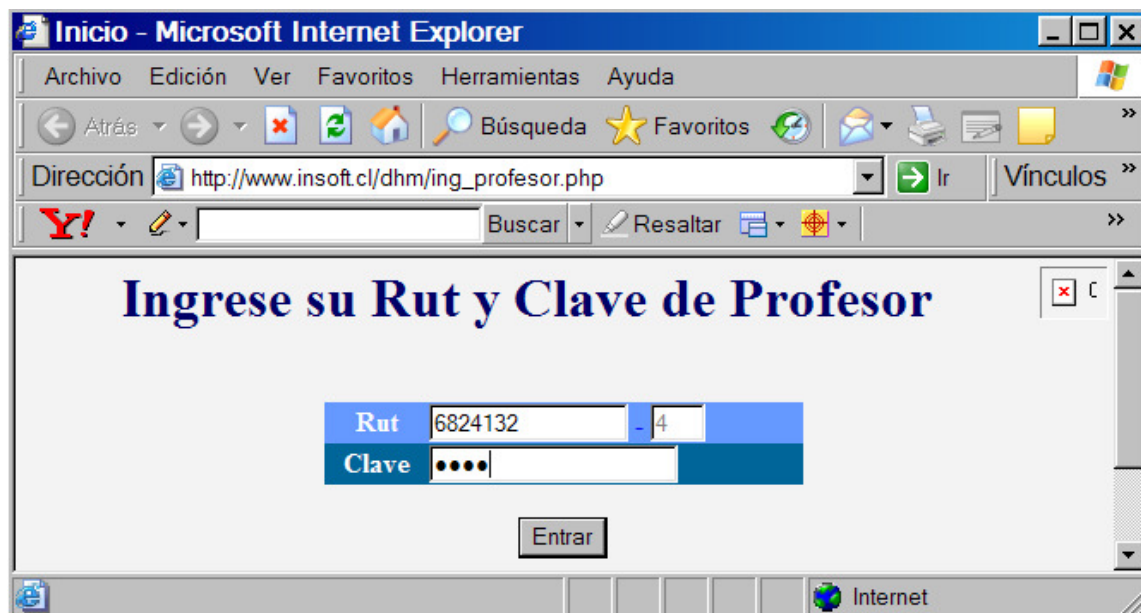 Inicio - Microsoft Internet Explorer
Archivo Edición Ver Favoritos Herramientas Ayuda
Atrás Búsqueda Favoritos »
Dirección http://www.insoft.cl/dhm/ing_profesor.php Ir Vínculos »
Y! Buscar Resaltar »
Ingrese su Rut y Clave de Profesor
Rut 6824132 - 4
Clave ••••
Entrar
Internet